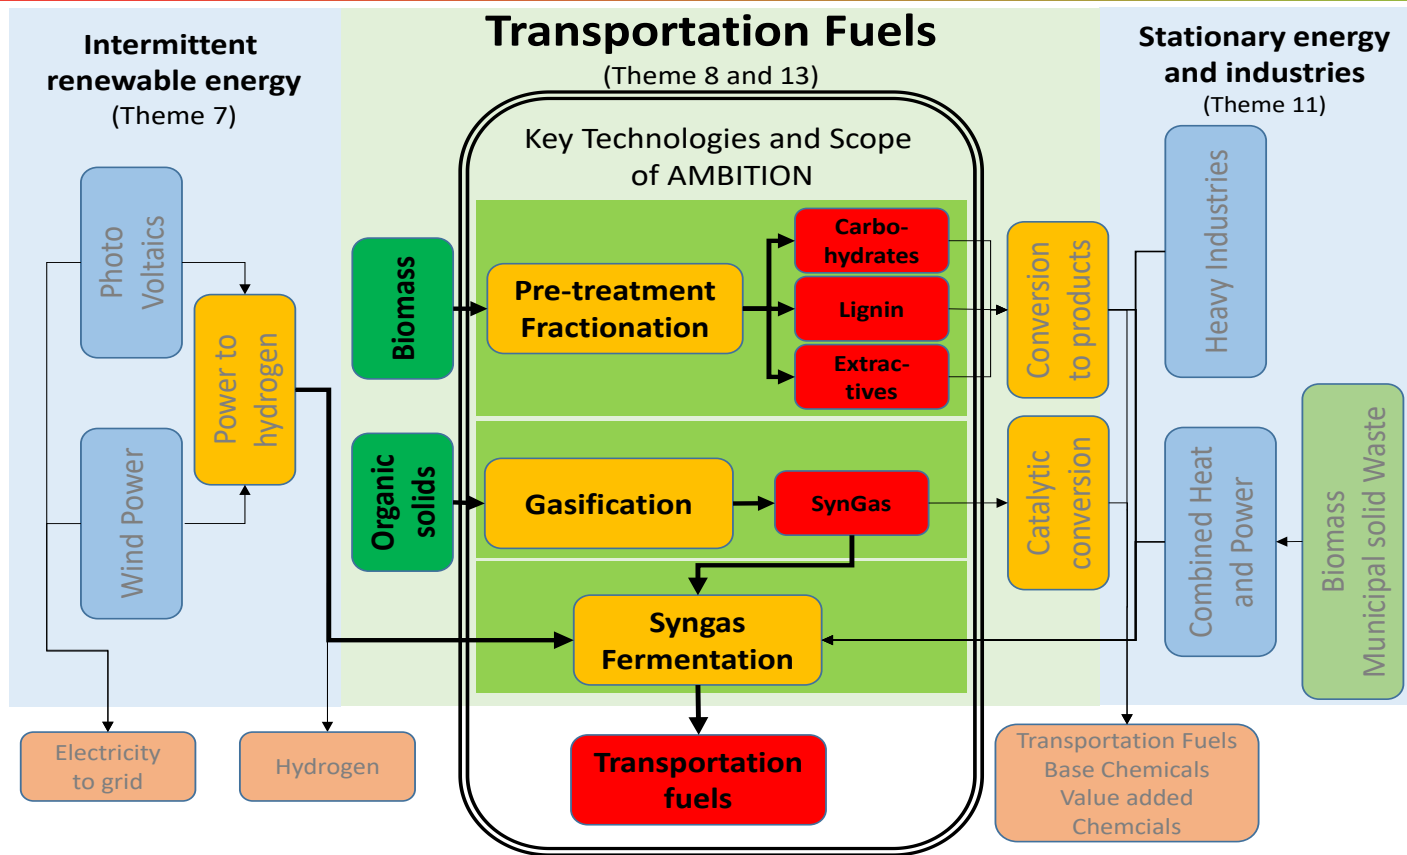 Intermittent
renewable energy
(Theme 7)
Transportation Fuels
(Theme 8 and 13)
Stationary energy
and industries
(Theme 11)
Key Technologies and Scope
of AMBITION
Photo
Voltaics
Wind Power
Power to
hydrogen
Biomass
Organic
solids
Pre-treatment
Fractionation
Carbo-
hydrates
Lignin
Extrac-
tives
Gasification
SynGas
Syngas
Fermentation
Transportation
fuels
Conversion
to products
Catalytic
conversion
Heavy Industries
Combined Heat
and Power
Biomass
Municipal solid Waste
Electricity
to grid
Hydrogen
Transportation Fuels
Base Chemicals
Value added
Chemcials